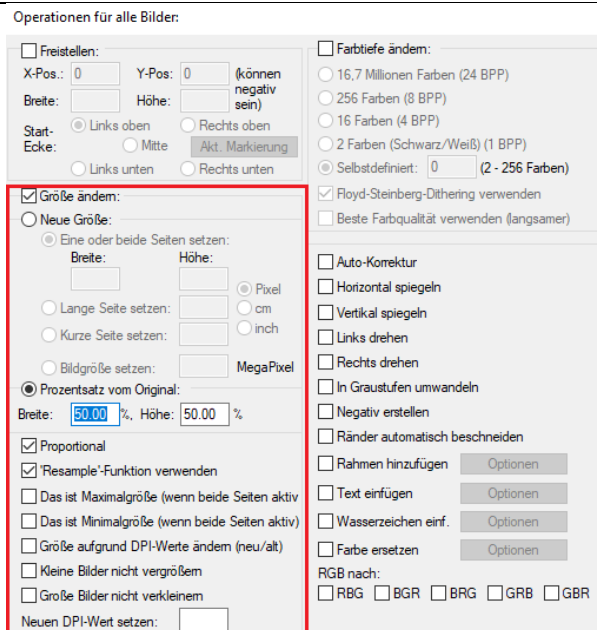 Operationen für alle Bilder:
Freistellen:
X-Pos.: 0 Y-Pos: 0 (können negativ sein)
Breite: Höhe:
Start-Ecke: Links oben Rechts oben
Mitte Akt. Markierung
Links unten Rechts unten
Größe ändern:
Neue Größe:
Eine oder beide Seiten setzen:
Breite: Höhe:
Pixel
Lange Seite setzen: cm
Kurze Seite setzen: inch
Bildgröße setzen: MegaPixel
Prozentsatz vom Original:
Breite: 50.00 %, Höhe: 50.00 %
Proportional
'Resample'-Funktion verwenden
Das ist Maximalgröße (wenn beide Seiten aktiv
Das ist Minimalgröße (wenn beide Seiten aktiv)
Größe aufgrund DPI-Werte ändern (neu/alt)
Kleine Bilder nicht vergrößern
Große Bilder nicht verkleinern
Neuen DPI-Wert setzen:
Farbtiefe ändern:
16,7 Millionen Farben (24 BPP)
256 Farben (8 BPP)
16 Farben (4 BPP)
2 Farben (Schwarz/Weiß) (1 BPP)
Selbstdefiniert: 0 (2 - 256 Farben)
Floyd-Steinberg-Dithering verwenden
Beste Farbqualität verwenden (langsamer)
Auto-Korrektur
Horizontal spiegeln
Vertikal spiegeln
Links drehen
Rechts drehen
In Graustufen umwandeln
Negativ erstellen
Ränder automatisch beschneiden
Rahmen hinzufügen Optionen
Text einfügen Optionen
Wasserzeichen einf. Optionen
Farbe ersetzen Optionen
RGB nach:
RBG BGR BRG GRB GBR